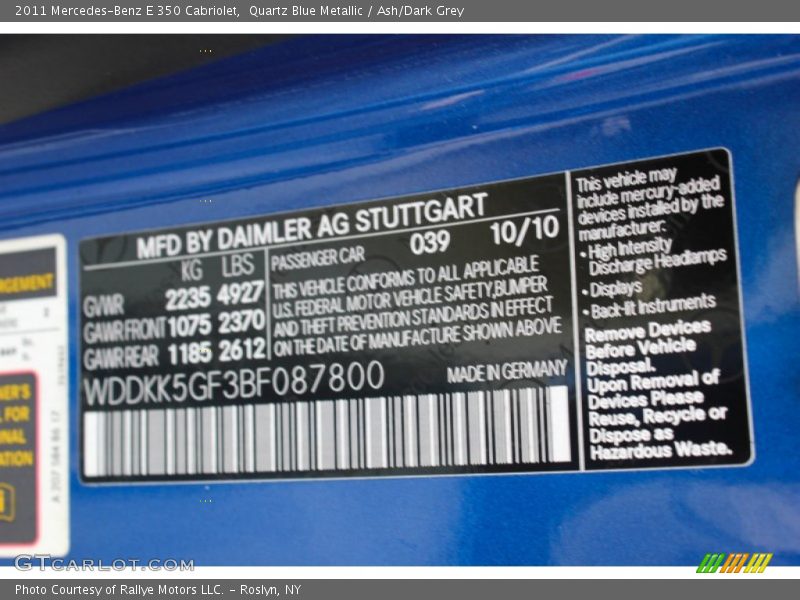 2011 Mercedes-Benz E 350 Cabriolet, Quartz Blue Metallic / Ash/Dark Grey
MFD BY DAIMLER AG STUTTGART
KG LBS
GVWR 2235 4927
GAWR FRONT 1075 2370
GAWR REAR 1185 2612
PASSENGER CAR 039 10/10
THIS VEHICLE CONFORMS TO ALL APPLICABLE
U.S. FEDERAL MOTOR VEHICLE SAFETY,BUMPER
AND THEFT PREVENTION STANDARDS IN EFFECT
ON THE DATE OF MANUFACTURE SHOWN ABOVE
WDDKK5GF3BF087800 MADE IN GERMANY
This vehicle may
include mercury-added
devices installed by the
manufacturer:
• High Intensity
Discharge Headlamps
• Displays
• Back-lit Instruments
Remove Devices
Before Vehicle
Disposal.
Upon Removal of
Devices Please
Reuse, Recycle or
Dispose as
Hazardous Waste.
GTCARLOT.COM
Photo Courtesy of Rallye Motors LLC. - Roslyn, NY